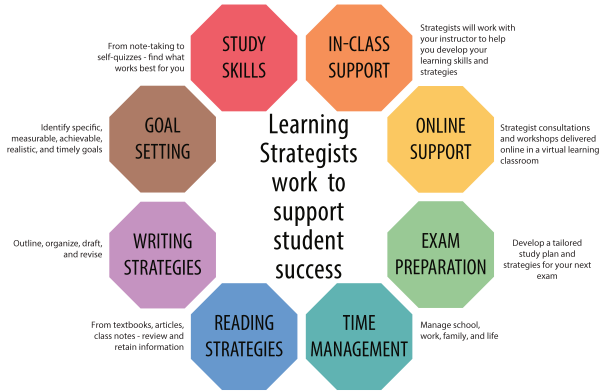 STUDY
SKILLS
From note-taking to
self-quizzes - find what
works best for you
IN-CLASS
SUPPORT
Strategists will work with
your instructor to help
you develop your
learning skills and
strategies
GOAL
SETTING
Identify specific,
measurable, achievable,
realistic, and timely goals
Learning
Strategists
work to
support
student
success
ONLINE
SUPPORT
Strategist consultations
and workshops delivered
online in a virtual learning
classroom
WRITING
STRATEGIES
Outline, organize, draft,
and revise
EXAM
PREPARATION
Develop a tailored
study plan and
strategies for your next
exam
READING
STRATEGIES
From textbooks, articles,
class notes - review and
retain information
TIME
MANAGEMENT
Manage school,
work, family, and life